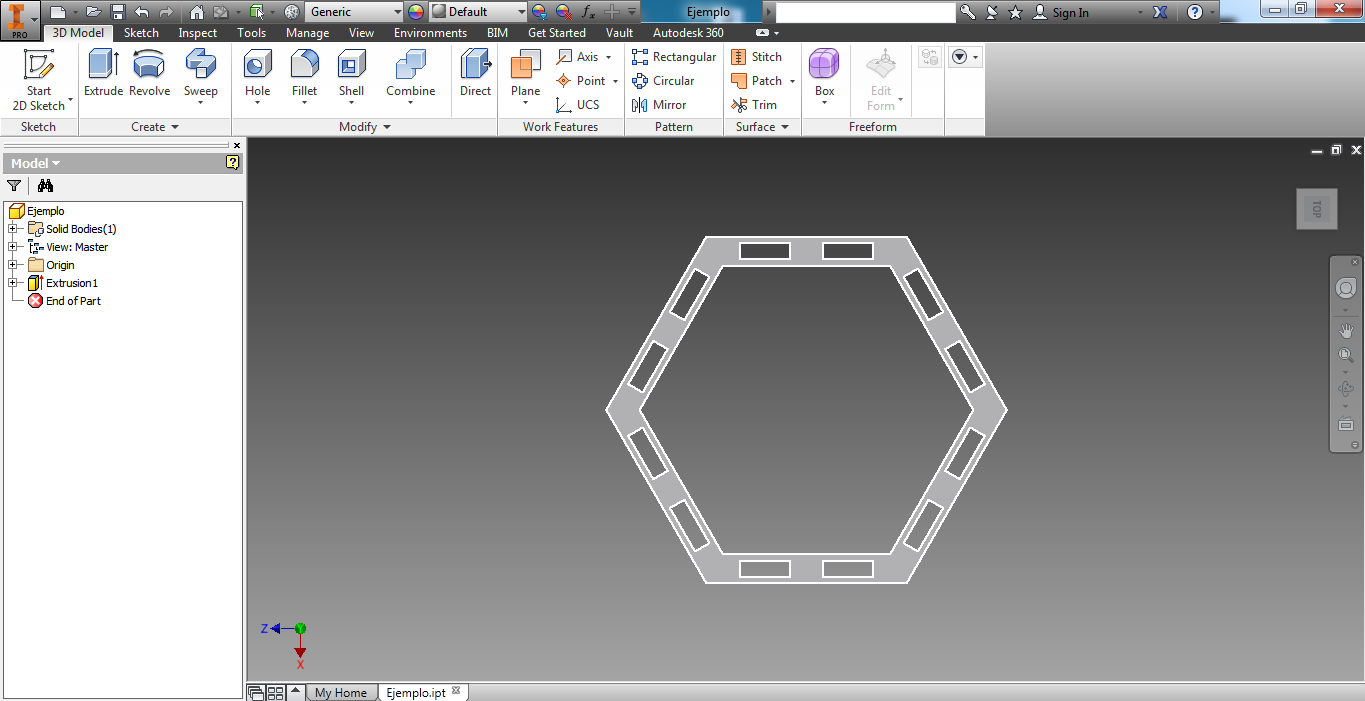 PRO
Generic
Default
fx
Ejemplo
Sign In
3D Model Sketch Inspect Tools Manage View Environments BIM Get Started Vault Autodesk 360
Start
2D Sketch
Extrude Revolve Sweep
Hole Fillet Shell Combine
Direct
Plane
Axis
Point
UCS
Rectangular
Circular
Mirror
Stitch
Patch
Trim
Box
Edit
Form
Sketch Create Modify Work Features Pattern Surface Freeform
Model
Ejemplo
Solid Bodies(1)
View: Master
Origin
Extrusion1
End of Part
TOP
Z
Y
X
My Home Ejemplo.ipt